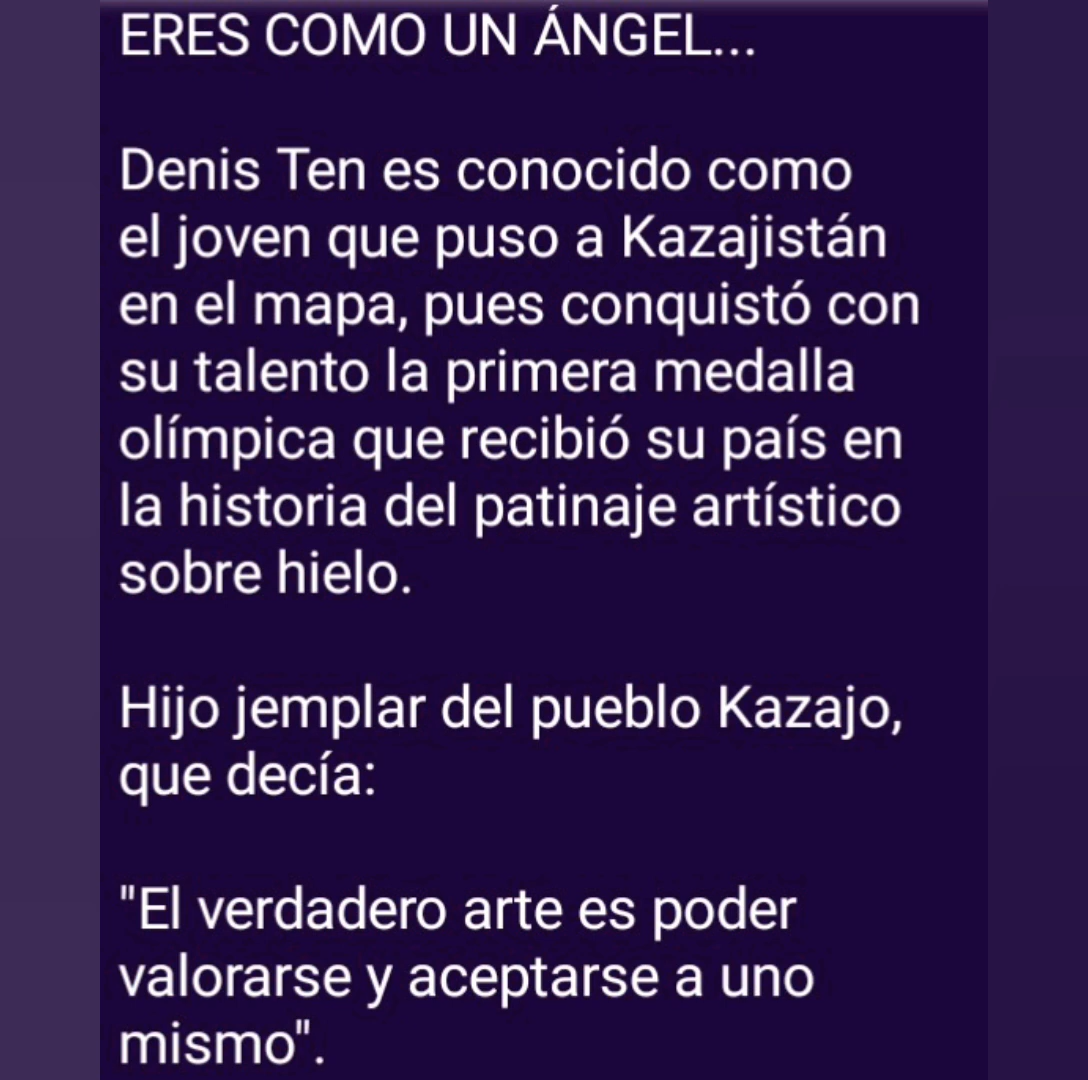 ERES COMO UN ÁNGEL...
Denis Ten es conocido como
el joven que puso a Kazajistán
en el mapa, pues conquistó con
su talento la primera medalla
olímpica que recibió su país en
la historia del patinaje artístico
sobre hielo.
Hijo jemplar del pueblo Kazajo,
que decía:
"El verdadero arte es poder
valorarse y aceptarse a uno
mismo".